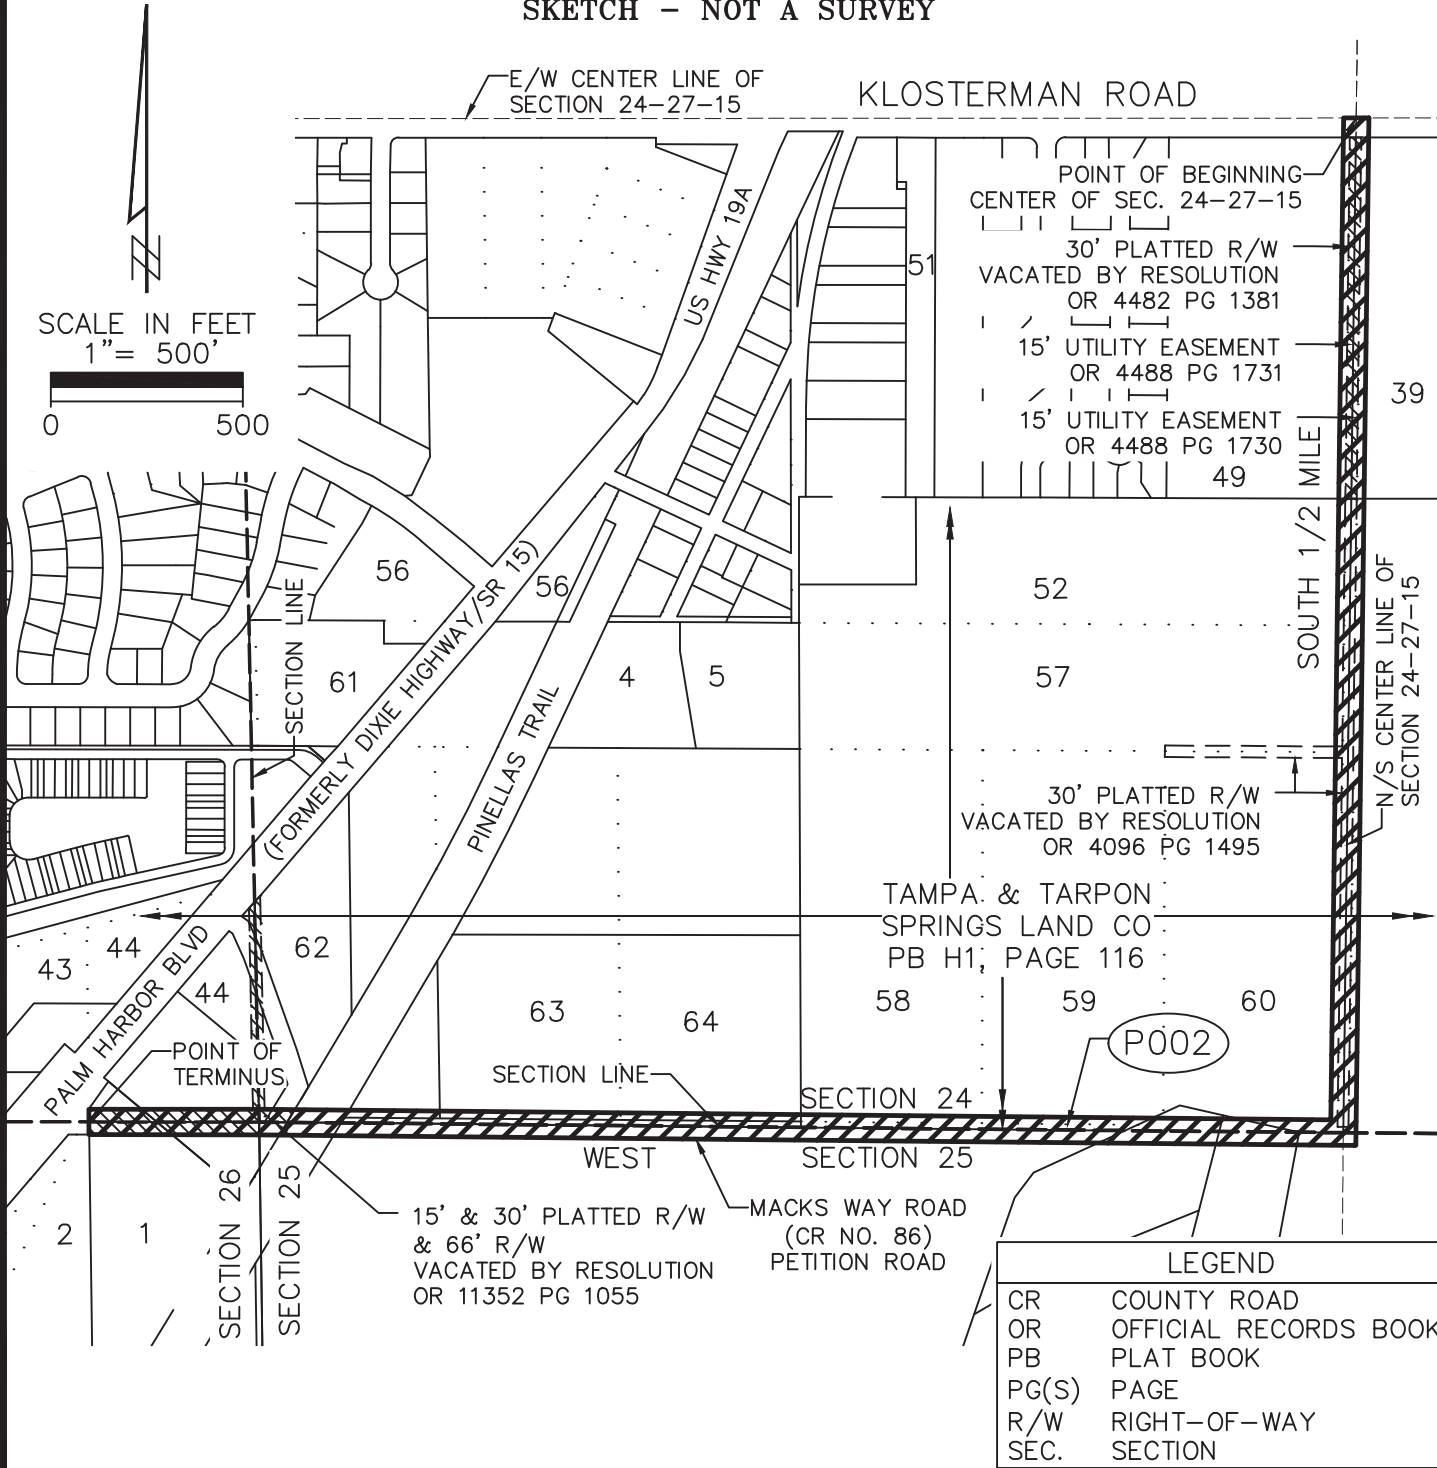 SKETCH – NOT A SURVEY
E/W CENTER LINE OF
SECTION 24–27–15
KLOSTERMAN ROAD
N
SCALE IN FEET
1"= 500'
0 500
POINT OF BEGINNING
CENTER OF SEC. 24–27–15
30' PLATTED R/W
VACATED BY RESOLUTION
OR 4482 PG 1381
15' UTILITY EASEMENT
OR 4488 PG 1731
15' UTILITY EASEMENT
OR 4488 PG 1730
51
39
49
US HWY 19A
SOUTH 1/2 MILE
N/S CENTER LINE OF
SECTION 24–27–15
56
56
52
SECTION LINE
61
4
5
57
(FORMERLY DIXIE HIGHWAY/SR 15)
PINELLAS TRAIL
30' PLATTED R/W
VACATED BY RESOLUTION
OR 4096 PG 1495
TAMPA & TARPON
SPRINGS LAND CO
PB H1, PAGE 116
43
44
44
62
63
64
58
59
60
PALM HARBOR BLVD
P002
POINT OF
TERMINUS
SECTION LINE
SECTION 24
WEST
SECTION 25
SECTION 26
SECTION 25
2
1
15' & 30' PLATTED R/W
& 66' R/W
VACATED BY RESOLUTION
OR 11352 PG 1055
MACKS WAY ROAD
(CR NO. 86)
PETITION ROAD
LEGEND
CR COUNTY ROAD
OR OFFICIAL RECORDS BOOK
PB PLAT BOOK
PG(S) PAGE
R/W RIGHT–OF–WAY
SEC. SECTION